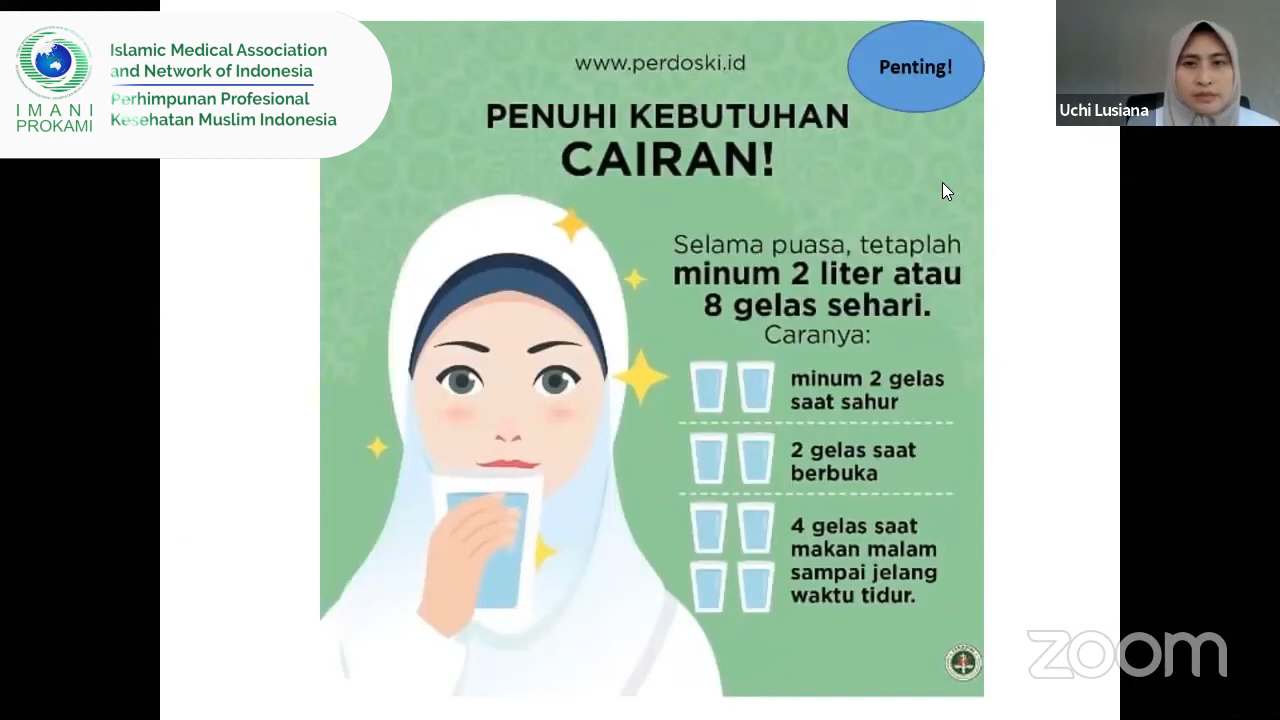 Islamic Medical Association
and Network of Indonesia
Perhimpunan Profesional
Kesehatan Muslim Indonesia
IMANI
PROKAMI
www.perdoski.id
Penting!
PENUHI KEBUTUHAN
CAIRAN!
Selama puasa, tetaplah
minum 2 liter atau
8 gelas sehari.
Caranya:
minum 2 gelas
saat sahur
2 gelas saat
berbuka
4 gelas saat
makan malam
sampai jelang
waktu tidur.
Uchi Lusiana
zoom